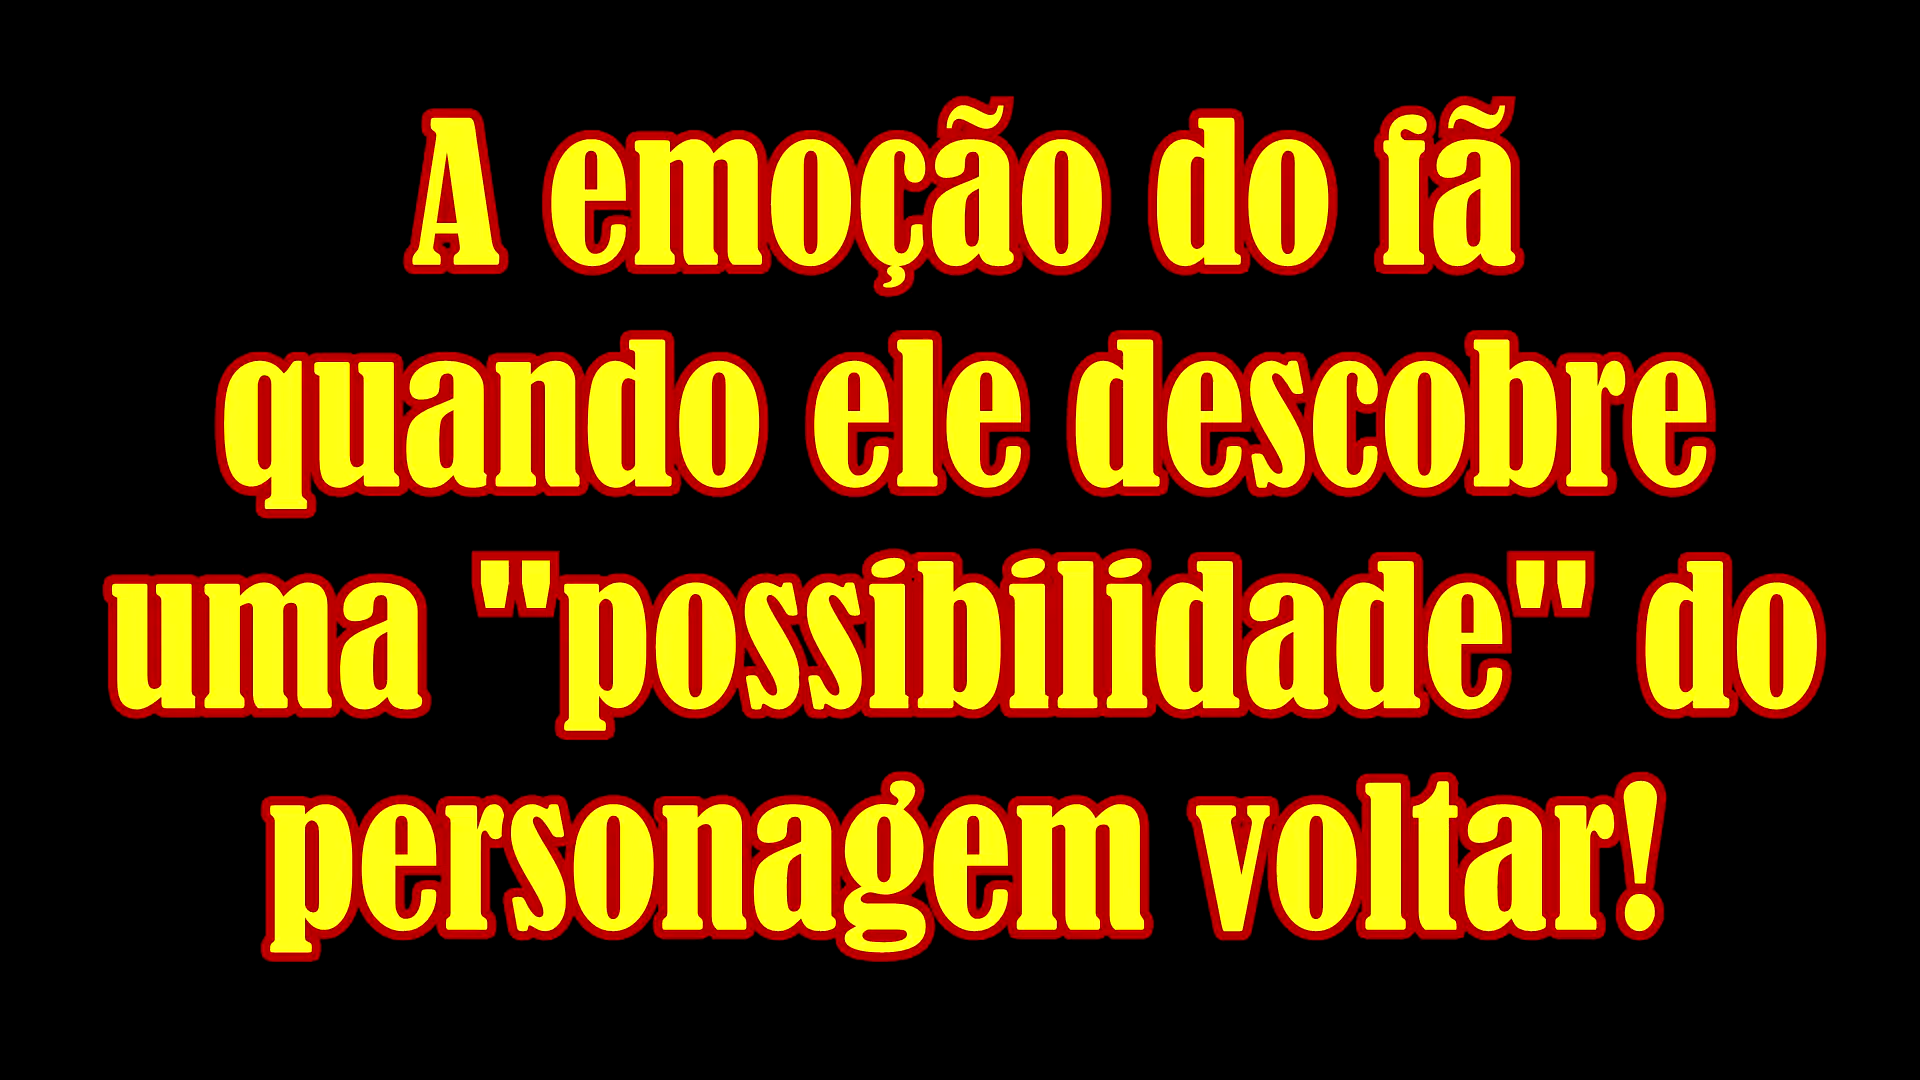 A emoção do fã
quando ele descobre
uma "possibilidade" do
personagem voltar!